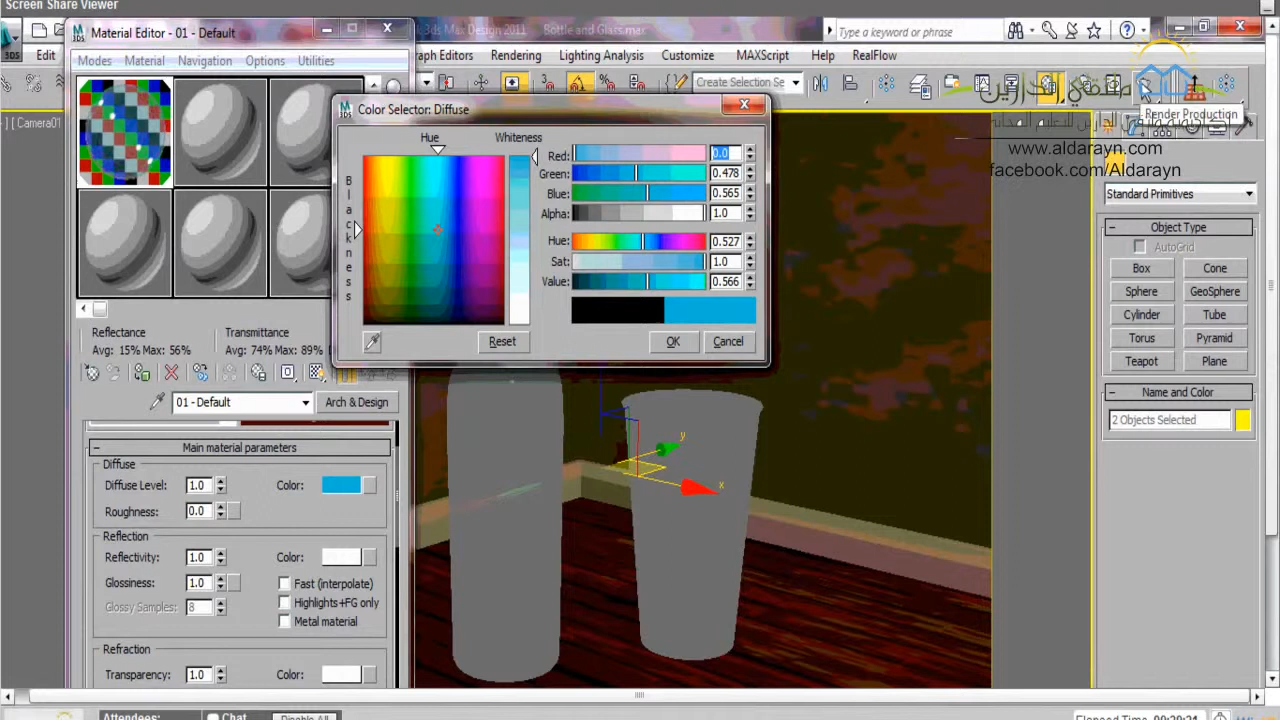 Screen Share Viewer
Material Editor - 01 - Default
3ds Max Design 2011 Bottle and Glass.max
Type a keyword or phrase
Modes Material Navigation Options Utilities
Edit
aph Editors Rendering Lighting Analysis Customize MAXScript Help RealFlow
Create Selection Se
ملتقى الدارين
Render Production
www.aldarayn.com
facebook.com/Aldarayn
[ Camera01
Color Selector: Diffuse
Hue Whiteness
Blackness
Red: 0.0
Green: 0.478
Blue: 0.565
Alpha: 1.0
Hue: 0.527
Sat: 1.0
Value: 0.566
Reset OK Cancel
Standard Primitives
Object Type
AutoGrid
Box Cone
Sphere GeoSphere
Cylinder Tube
Torus Pyramid
Teapot Plane
Name and Color
2 Objects Selected
Reflectance Transmittance
Avg: 15% Max: 56% Avg: 74% Max: 89%
01 - Default Arch & Design
Main material parameters
Diffuse
Diffuse Level: 1.0 Color:
Roughness: 0.0
Reflection
Reflectivity: 1.0 Color:
Glossiness: 1.0 Fast (interpolate)
Glossy Samples: 8 Highlights+FG only
Metal material
Refraction
Transparency: 1.0 Color:
y
x
Attendees: Chat Disable All
Elapsed Time